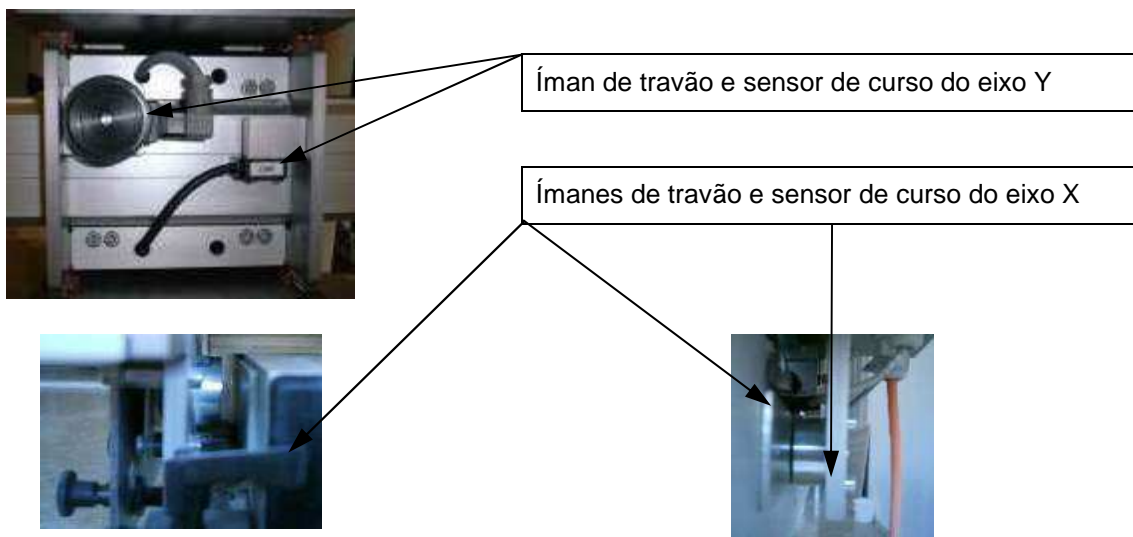 Íman de travão e sensor de curso do eixo Y
Ímanes de travão e sensor de curso do eixo X